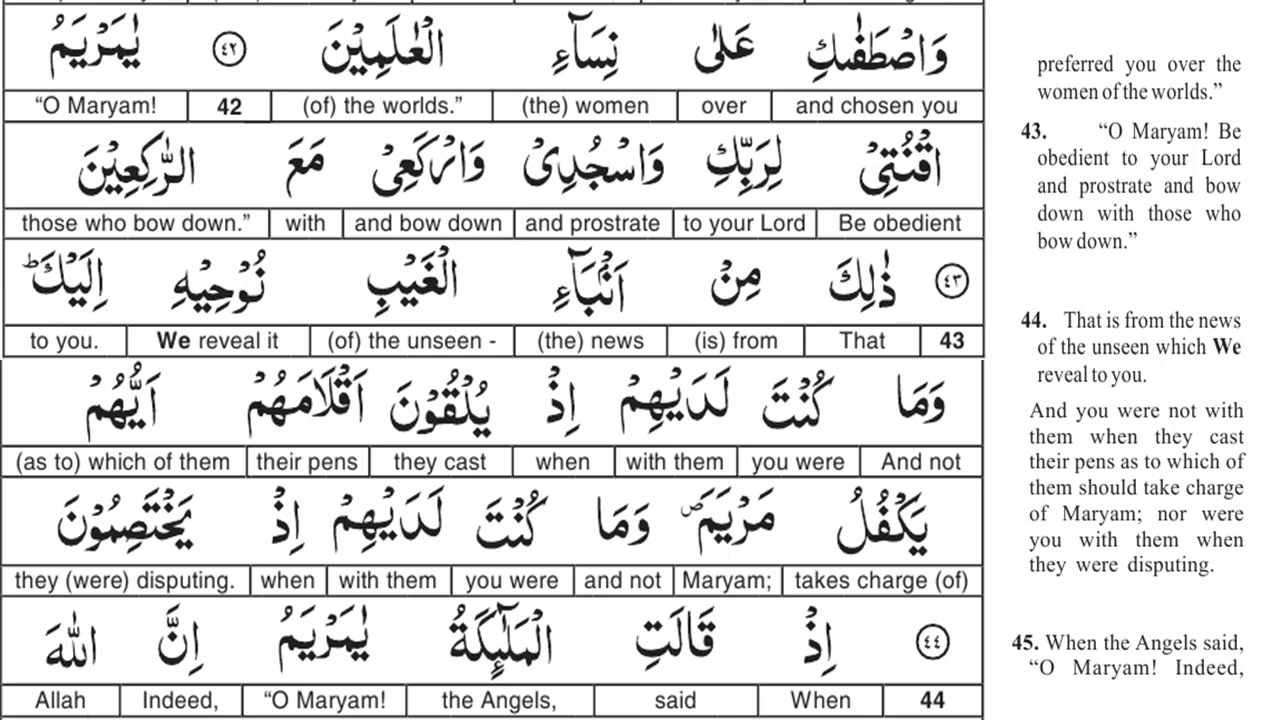 وَاصْطَفٰىكِ عَلٰى نِسَآءِ الْعٰلَمِيْنَ ﴿٤٢﴾ يٰمَرْيَمُ
and chosen you over (the) women (of) the worlds.” 42 “O Maryam!
اقْنُتِيْ لِرَبِّكِ وَاسْجُدِيْ وَارْكَعِيْ مَعَ الرّٰكِعِيْنَ
Be obedient to your Lord and prostrate and bow down with those who bow down.”
﴿٤٣﴾ ذٰلِكَ مِنْ اَنْۢبَآءِ الْغَيْبِ نُوْحِيْهِ اِلَيْكَ ؕ
43 That (is) from (the) news (of) the unseen - We reveal it to you.
وَمَا كُنْتَ لَدَيْهِمْ اِذْ يُلْقُوْنَ اَقْلَامَهُمْ اَيُّهُمْ
And not you were with them when they cast their pens (as to) which of them
يَكْفُلُ مَرْيَمَ ۪ وَمَا كُنْتَ لَدَيْهِمْ اِذْ يَخْتَصِمُوْنَ
takes charge (of) Maryam; and not you were with them when they (were) disputing.
﴿٤٤﴾ اِذْ قَالَتِ الْمَلٰٓئِكَةُ يٰمَرْيَمُ اِنَّ اللّٰهَ
44 When said the Angels, “O Maryam! Indeed, Allah
preferred you over the
women of the worlds.”
43. “O Maryam! Be
obedient to your Lord
and prostrate and bow
down with those who
bow down.”
44. That is from the news
of the unseen which We
reveal to you.
And you were not with
them when they cast
their pens as to which of
them should take charge
of Maryam; nor were
you with them when
they were disputing.
45. When the Angels said,
“O Maryam! Indeed,